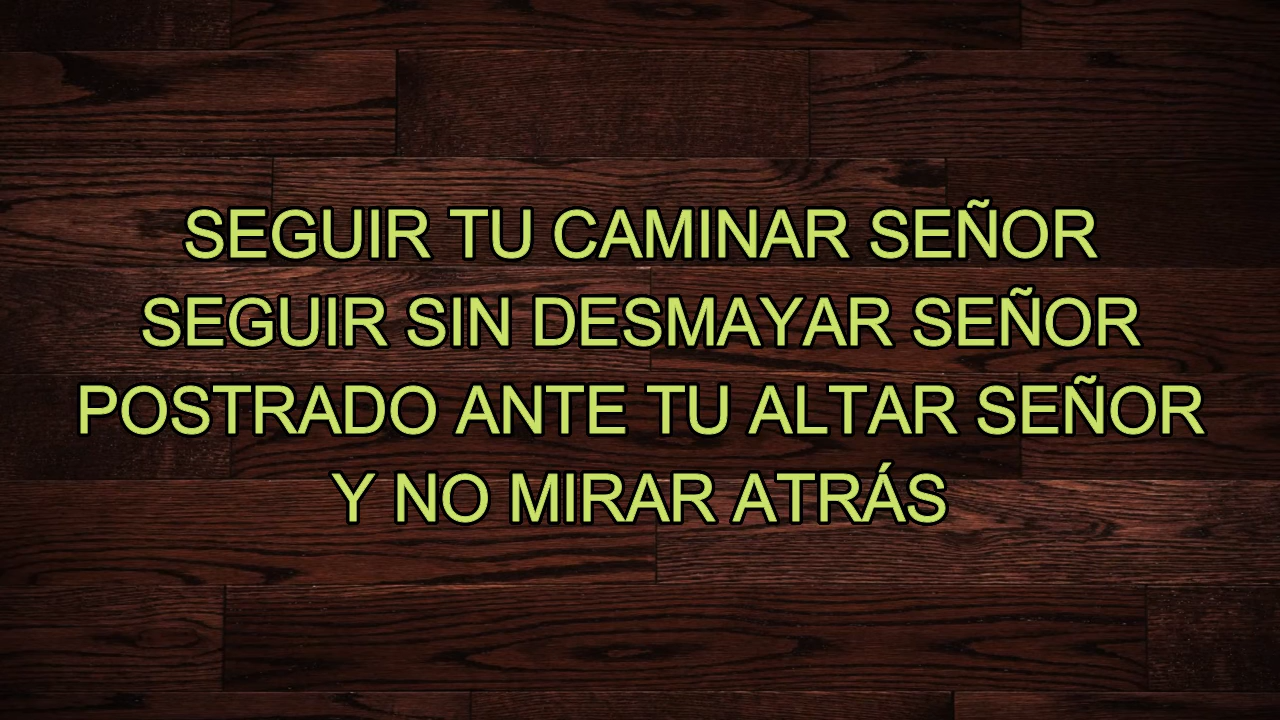 SEGUIR TU CAMINAR SEÑOR
SEGUIR SIN DESMAYAR SEÑOR
POSTRADO ANTE TU ALTAR SEÑOR
Y NO MIRAR ATRÁS